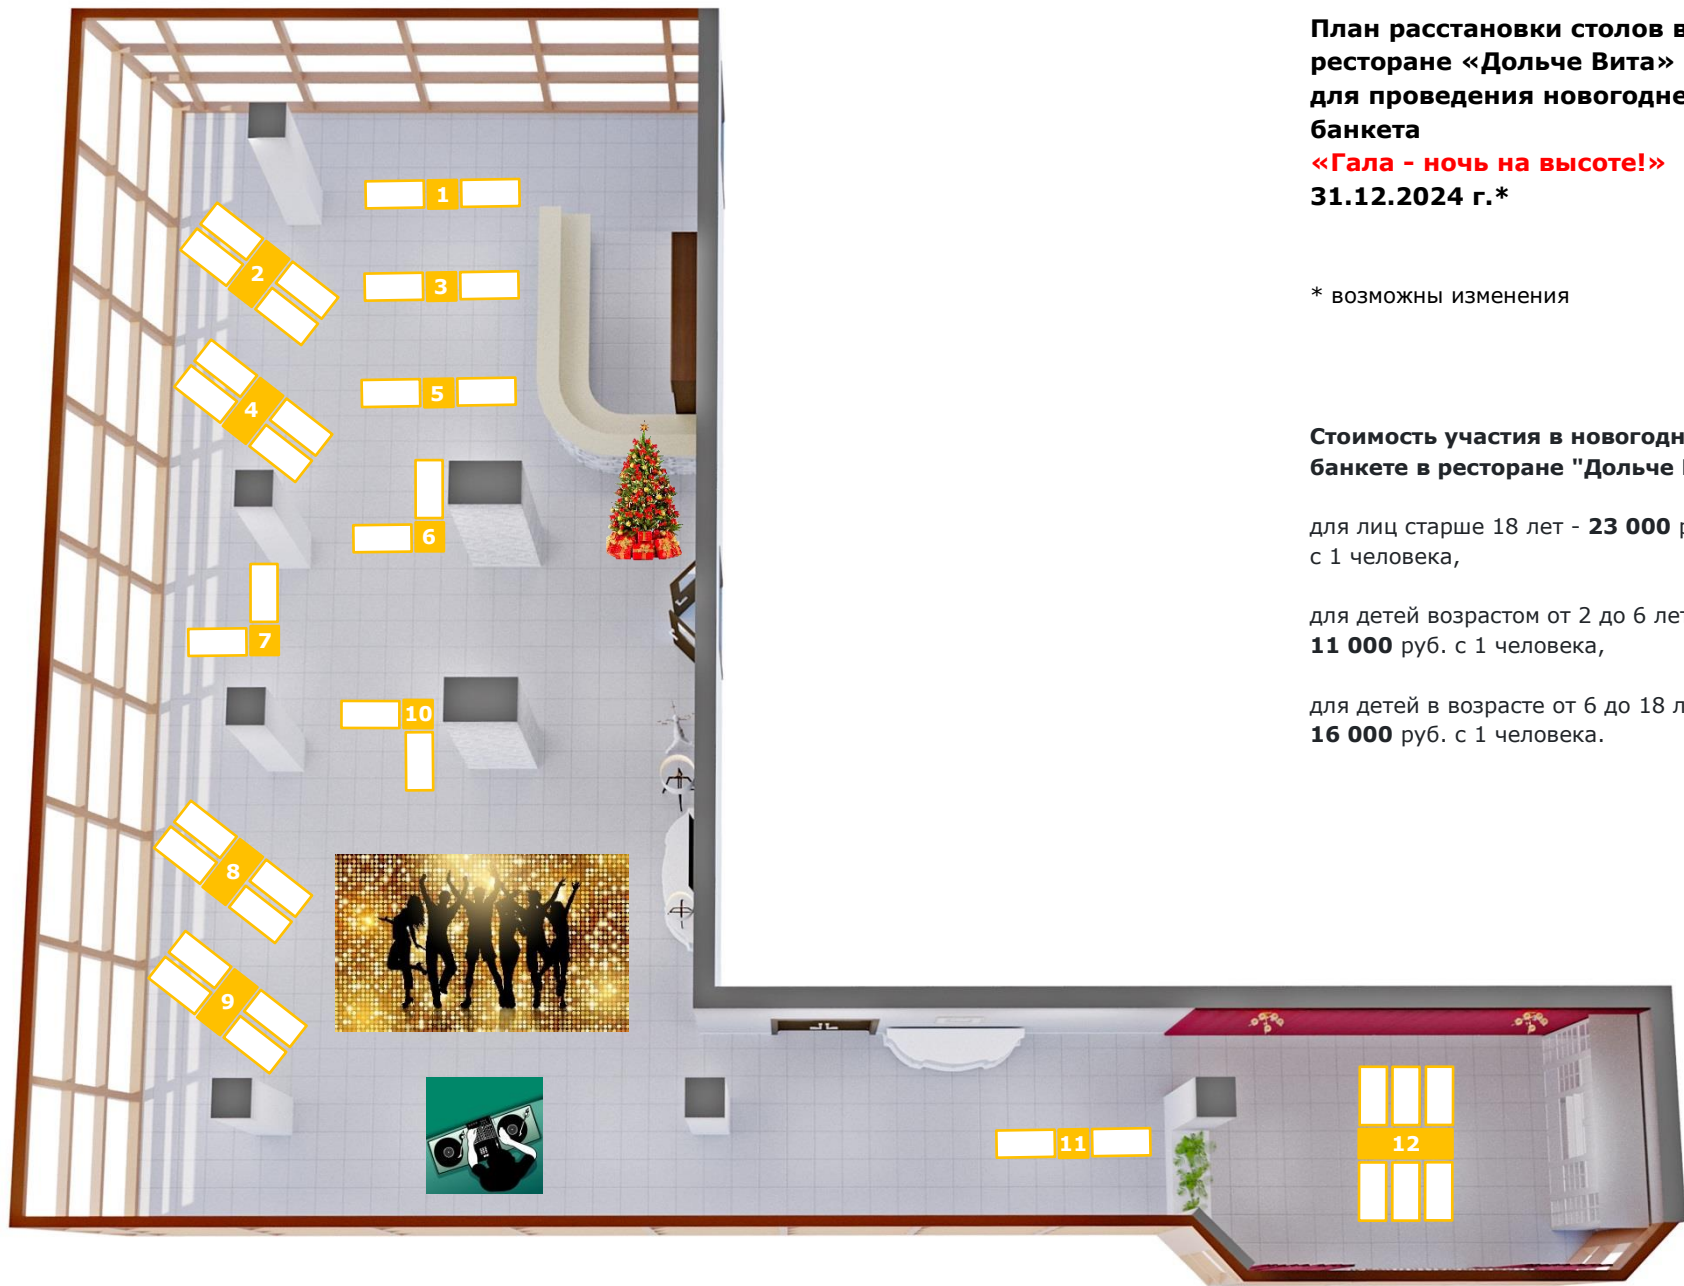 План расстановки столов в
ресторане «Дольче Вита»
для проведения
банкета
«Гала - ночь на высоте!»
31.12.2024 г.*
* возможны изменения
Стоимость участия в
банкете в ресторане "Дольче
для лиц старше 18 лет - 23 000
с 1 человека,
для детей возрастом от 2 до 6
11 000 руб. с 1 человека,
для детей в возрасте от 6 до 18
16 000 руб. с 1 человека.
1
2
3
4
5
6
7
10
8
9
11
12